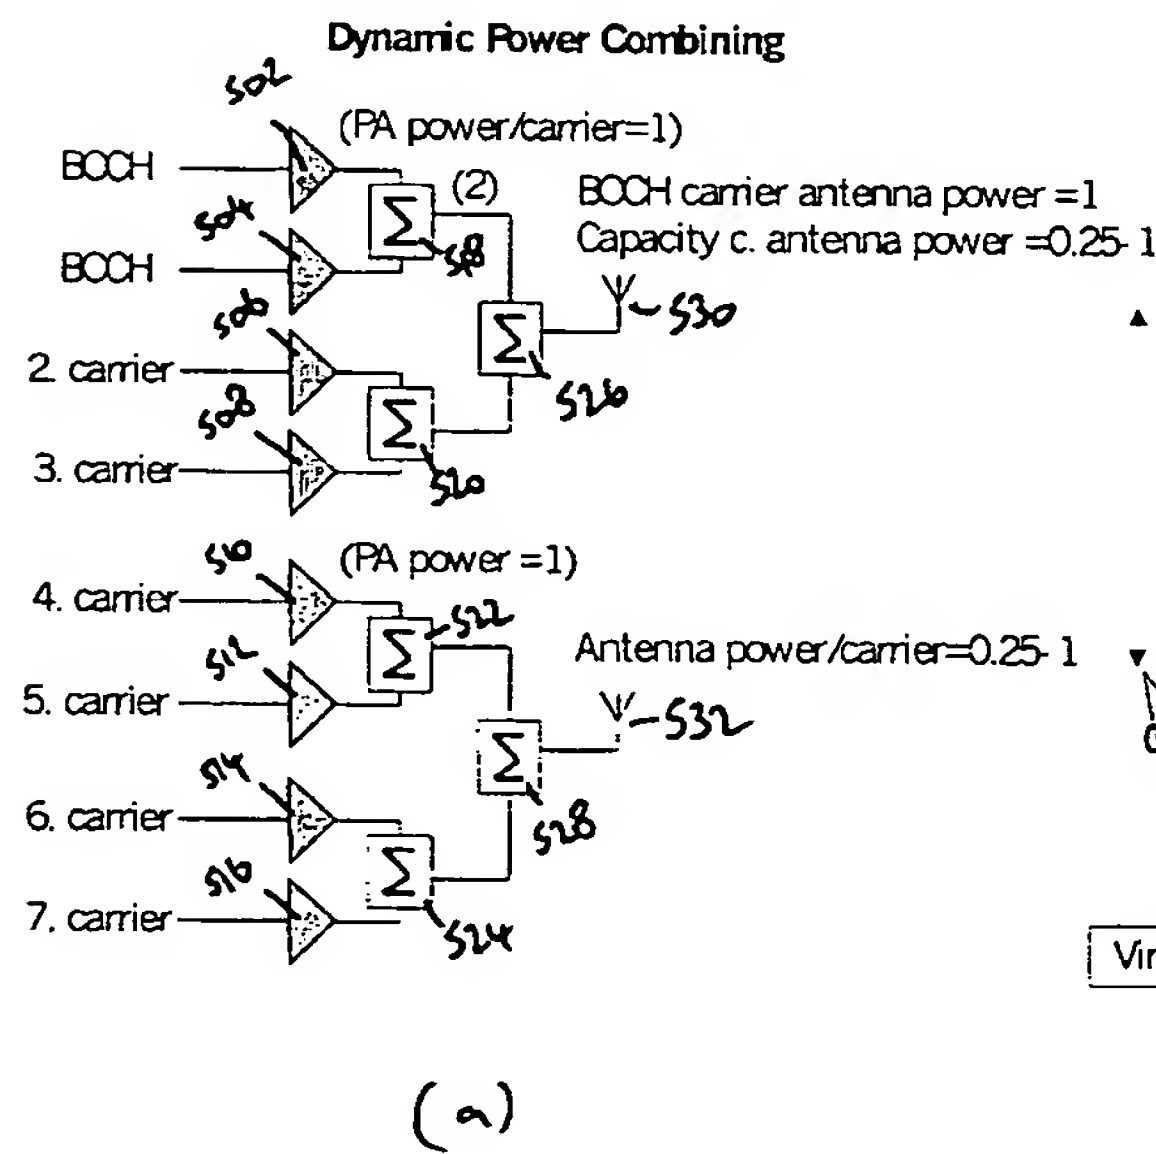 Dynamic Power Combining
502
(PA power/carrier=1)
BCCH
(2)
BCCH carrier antenna power =1
504
Σ
518
Capacity c. antenna power =0.25-1
BCCH
506
530
2. carrier
Σ
526
508
Σ
3. carrier
520
510
(PA power =1)
4. carrier
522
512
Σ
Antenna power/carrier=0.25-1
5. carrier
532
514
Σ
6. carrier
528
516
Σ
7. carrier
524
Vir
(a)